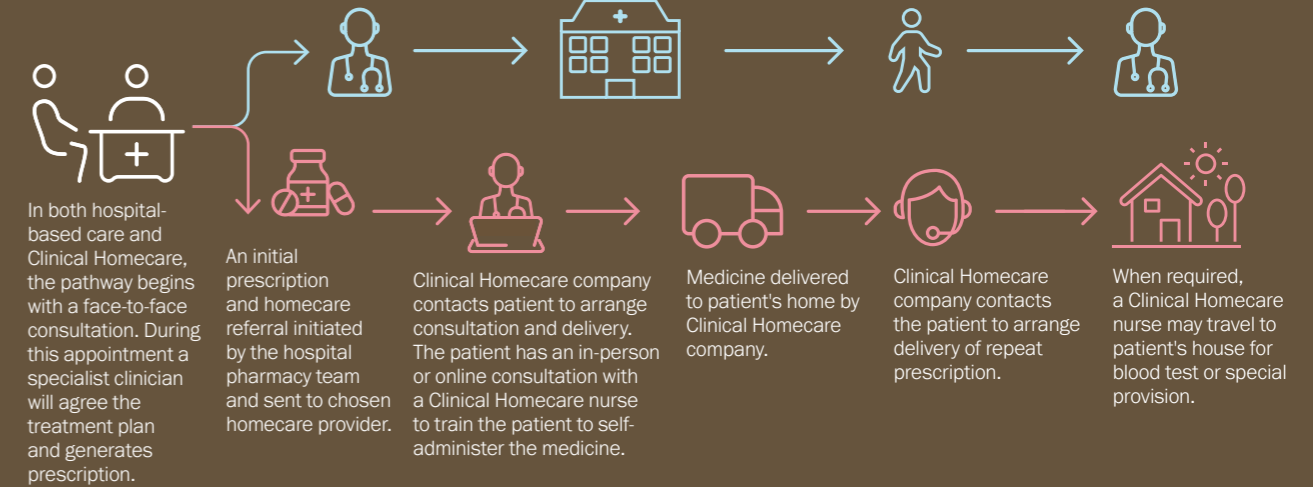 In both hospital-
based care and
Clinical Homecare,
the pathway begins
with a face-to-face
consultation. During
this appointment a
specialist clinician
will agree the
treatment plan
and generates
prescription.
An initial
prescription
and homecare
referral initiated
by the hospital
pharmacy team
and sent to chosen
homecare provider.
Clinical Homecare company
contacts patient to arrange
consultation and delivery.
The patient has an in-person
or online consultation with
a Clinical Homecare nurse
to train the patient to self-
administer the medicine.
Medicine delivered
to patient's home by
Clinical Homecare
company.
Clinical Homecare
company contacts
the patient to arrange
delivery of repeat
prescription.
When required,
a Clinical Homecare
nurse may travel to
patient's house for
blood test or special
provision.